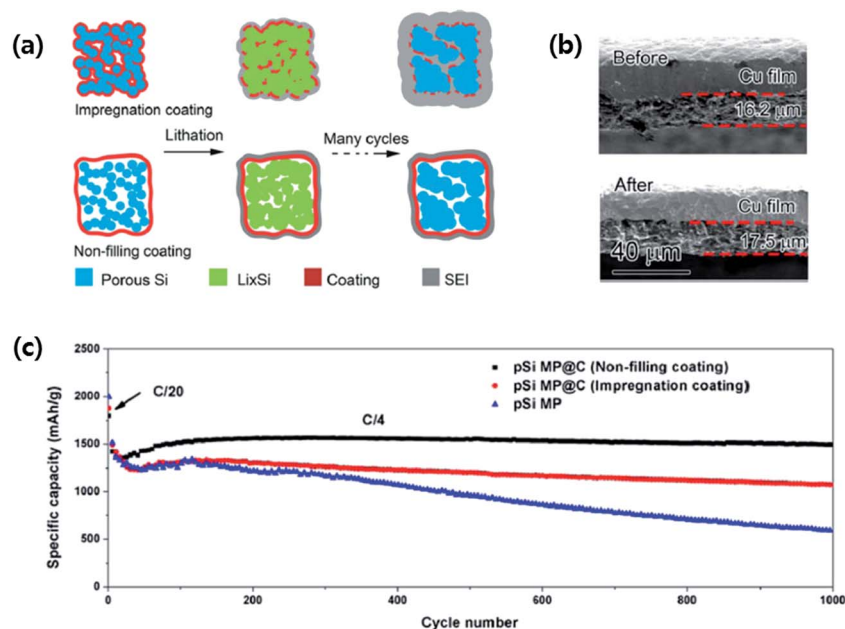 (a)
Impregnation coating
Lithation
Many cycles
Non-filling coating
Porous Si
LixSi
Coating
SEI
(b)
Before
Cu film
16.2 μm
After
Cu film
17.5 μm
40 μm
(c)
2500
2000
1500
1000
500
0
Specific capacity (mAh/g)
C/20
C/4
pSi MP@C (Non-filling coating)
pSi MP@C (Impregnation coating)
pSi MP
0
200
400
600
800
1000
Cycle number